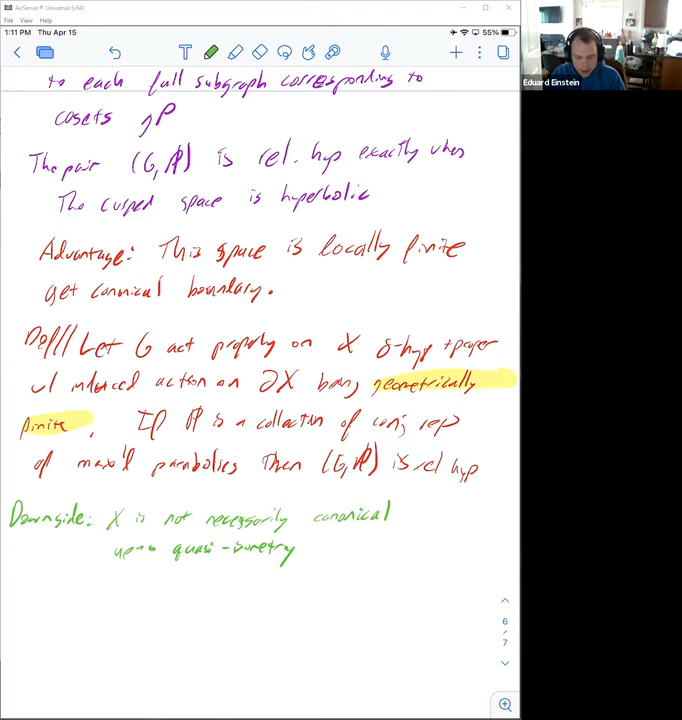 AirServer® Universal (x64)
File View Help
1:11 PM Thu Apr 15
55%
T
Eduard Einstein
to each full subgraph corresponding to
cosets gP
The pair (G, P) is rel. hyp exactly when
The cusped space is hyperbolic
Advantage: This space is locally finite
get canonical boundary.
Def// Let G act properly on X δ-hyp + proper
w/ induced action on ∂X being geometrically
finite. If P is a collection of conj reps
of max'l parabolics Then (G, P) is rel hyp
Downside: X is not necessarily canonical
up to quasi-isometry
6
/
7